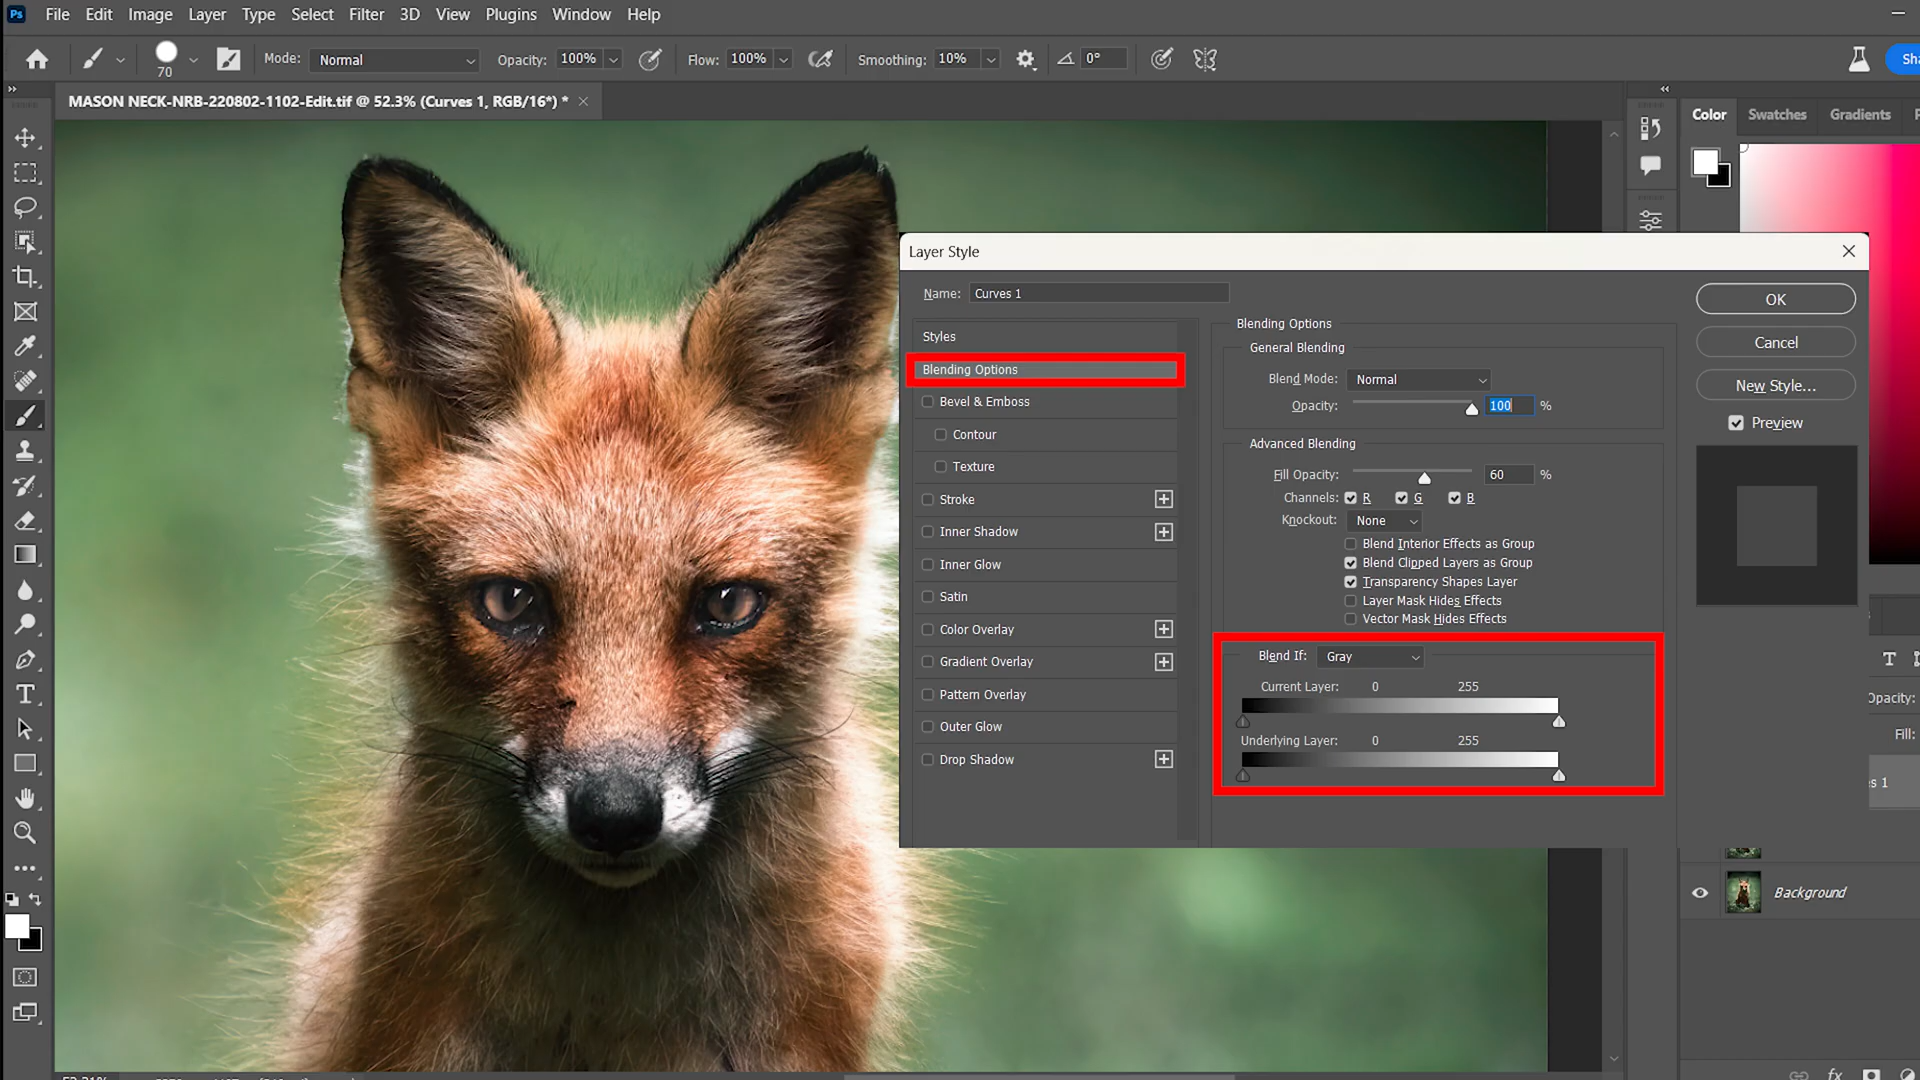 Ps File Edit Image Layer Type Select Filter 3D View Plugins Window Help
70 Mode: Normal Opacity: 100% Flow: 100% Smoothing: 10% 0° Sha
MASON NECK-NRB-220802-1102-Edit.tif @ 52.3% (Curves 1, RGB/16*) * ×
Color Swatches Gradients
Layer Style
Name: Curves 1
OK
Cancel
New Style...
Preview
Styles
Blending Options
Bevel & Emboss
Contour
Texture
Stroke
Inner Shadow
Inner Glow
Satin
Color Overlay
Gradient Overlay
Pattern Overlay
Outer Glow
Drop Shadow
Blending Options
General Blending
Blend Mode: Normal
Opacity: 100 %
Advanced Blending
Fill Opacity: 60 %
Channels: R G B
Knockout: None
Blend Interior Effects as Group
Blend Clipped Layers as Group
Transparency Shapes Layer
Layer Mask Hides Effects
Vector Mask Hides Effects
Blend If: Gray
Current Layer: 0 255
Underlying Layer: 0 255
Opacity:
Fill:
s 1
Background
fx